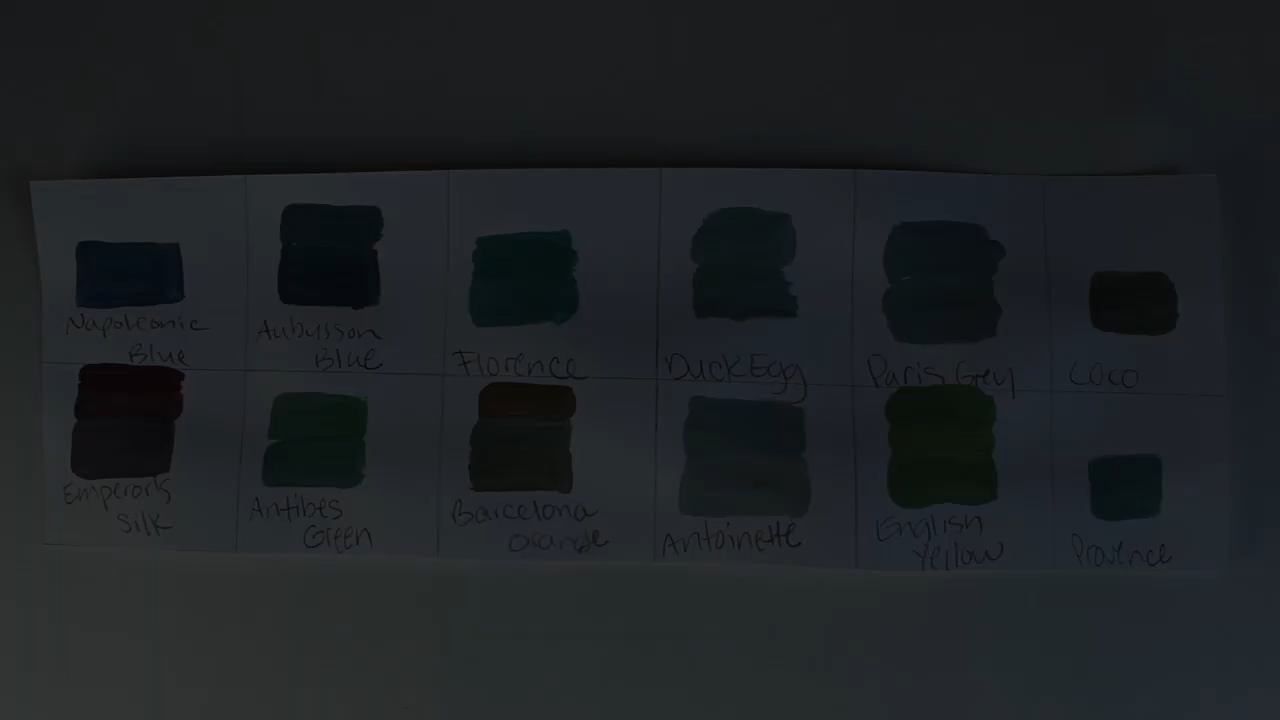 Napoleonic
Blue
Aubusson
Blue
Florence
Duck Egg
Paris Grey
Coco
Emperor's
Silk
Antibes
Green
Barcelona
Orange
Antoinette
English
Yellow
Provence